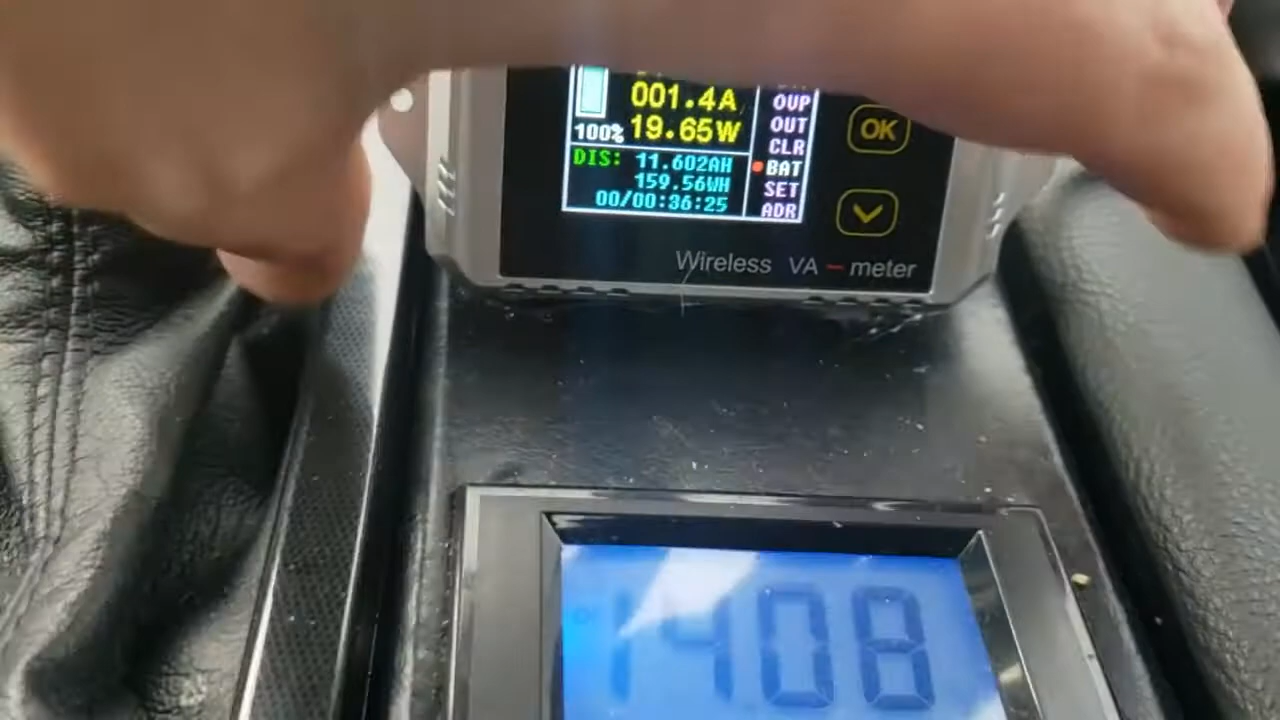 001.4A
100% 19.65W
DIS: 11.602AH
159.56WH
00/00:36:25
OVP
OUT
CLR
BAT
SET
ADR
OK
Wireless VA-meter
1408